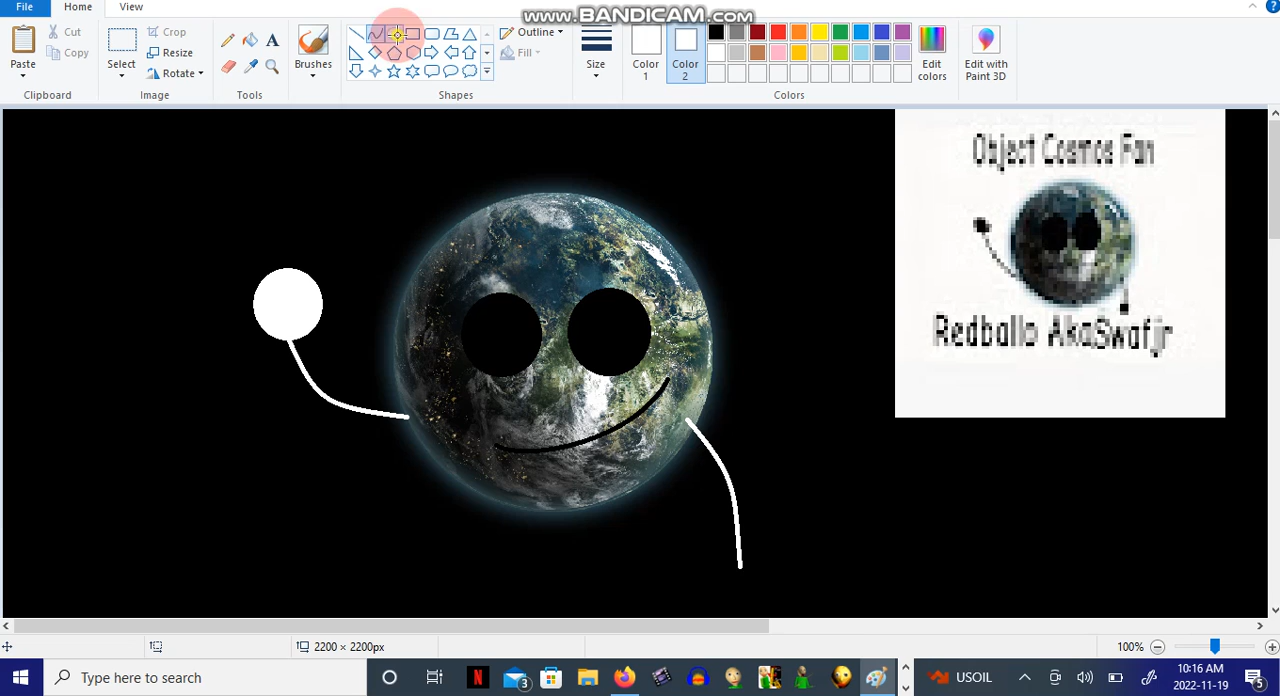 www.BANDICAM.com
File
Home
View
Paste
Cut
Copy
Clipboard
Select
Crop
Resize
Rotate
Image
Tools
Brushes
Outline
Fill
Shapes
Size
Color 1
Color 2
Edit colors
Colors
Edit with Paint 3D
Object Cosmos Fan
Redballo AkaSwafjr
2200 × 2200px
100%
Type here to search
3
USOIL
10:16 AM
2022-11-19
5